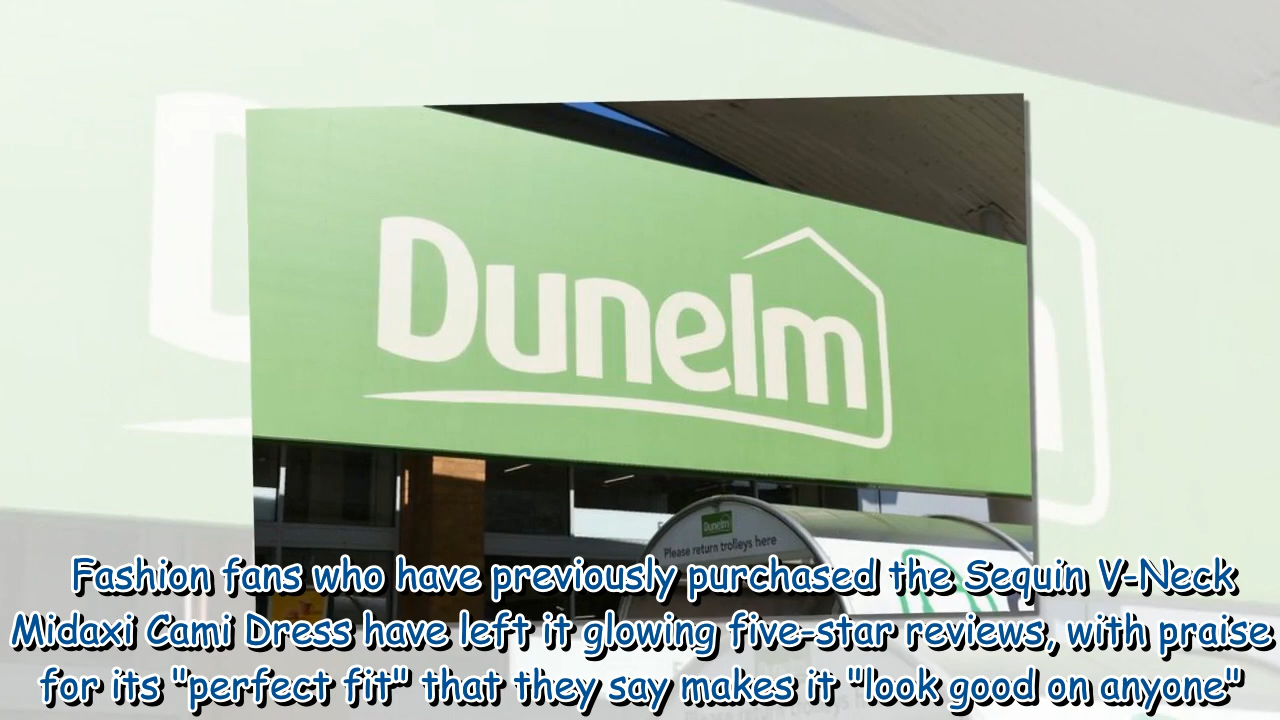 Dunelm
Dunelm
Please return trolleys here
Fashion fans who have previously purchased the Sequin V-Neck
Midaxi Cami Dress have left it glowing five-star reviews, with praise
for its "perfect fit" that they say makes it "look good on anyone"